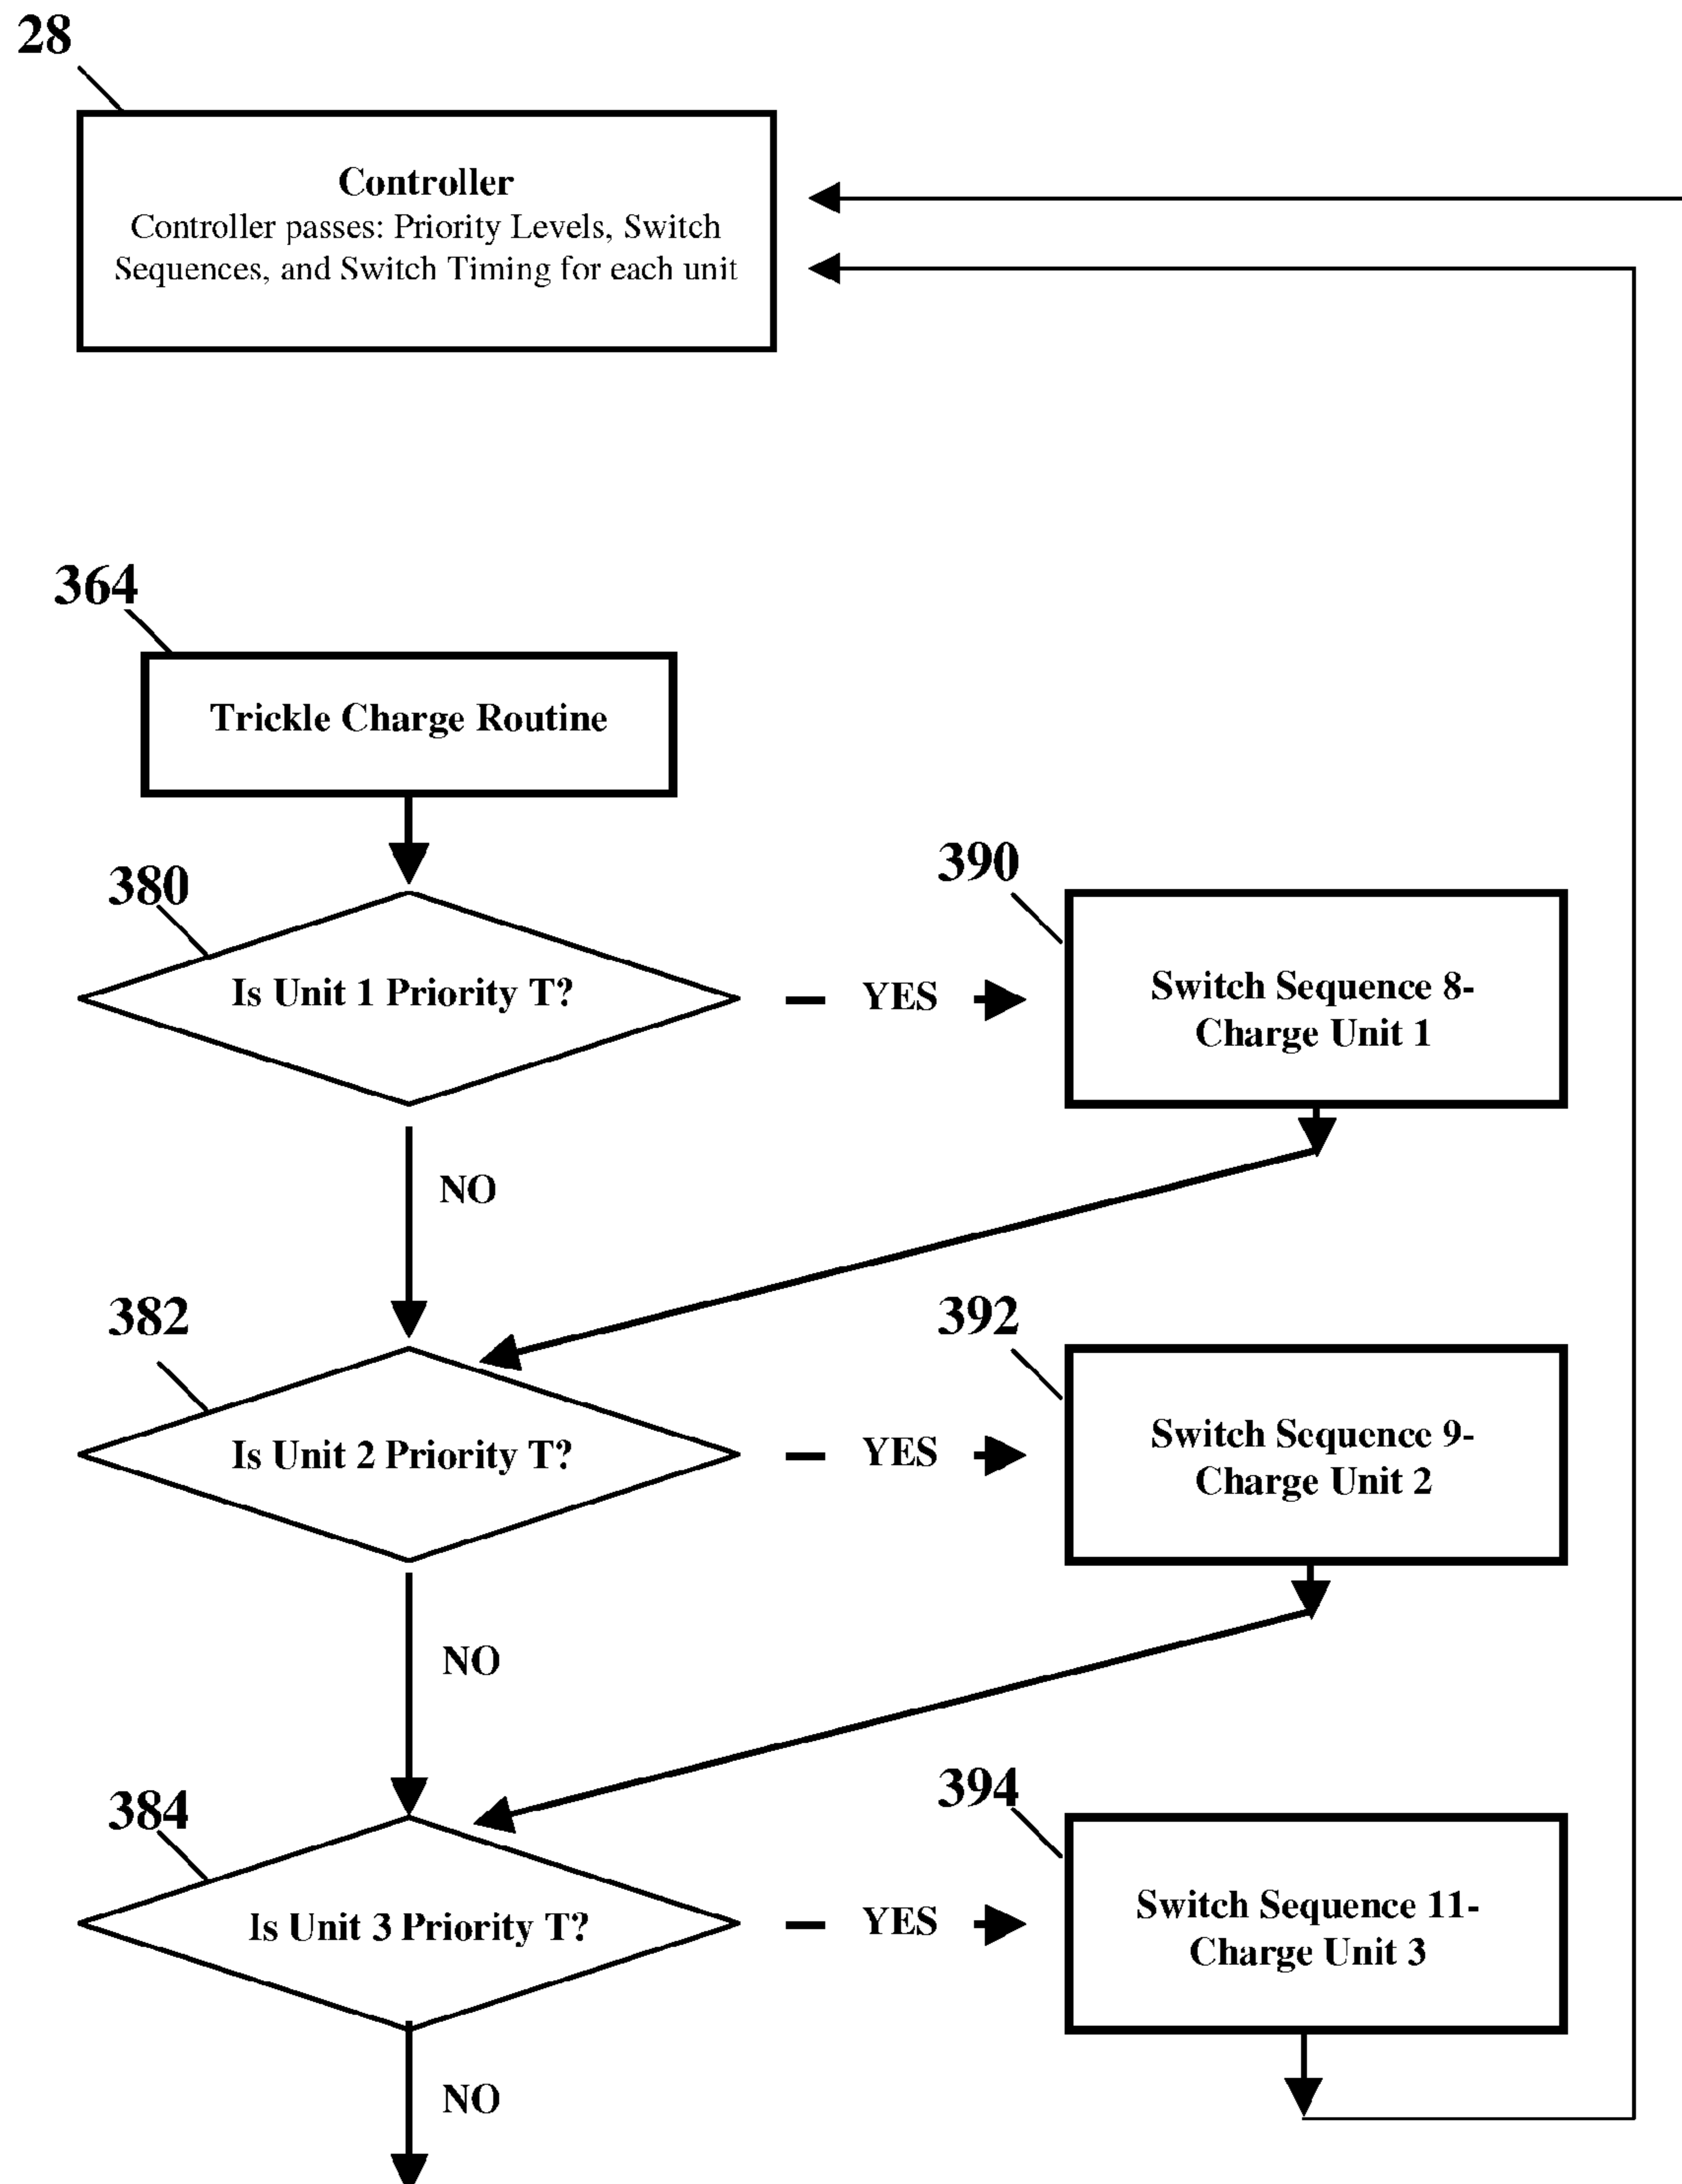 28
Controller
Controller passes: Priority Levels, Switch
Sequences, and Switch Timing for each unit
364
Trickle Charge Routine
380
Is Unit 1 Priority T?
YES
390
Switch Sequence 8-
Charge Unit 1
NO
382
Is Unit 2 Priority T?
YES
392
Switch Sequence 9-
Charge Unit 2
NO
384
Is Unit 3 Priority T?
YES
394
Switch Sequence 11-
Charge Unit 3
NO